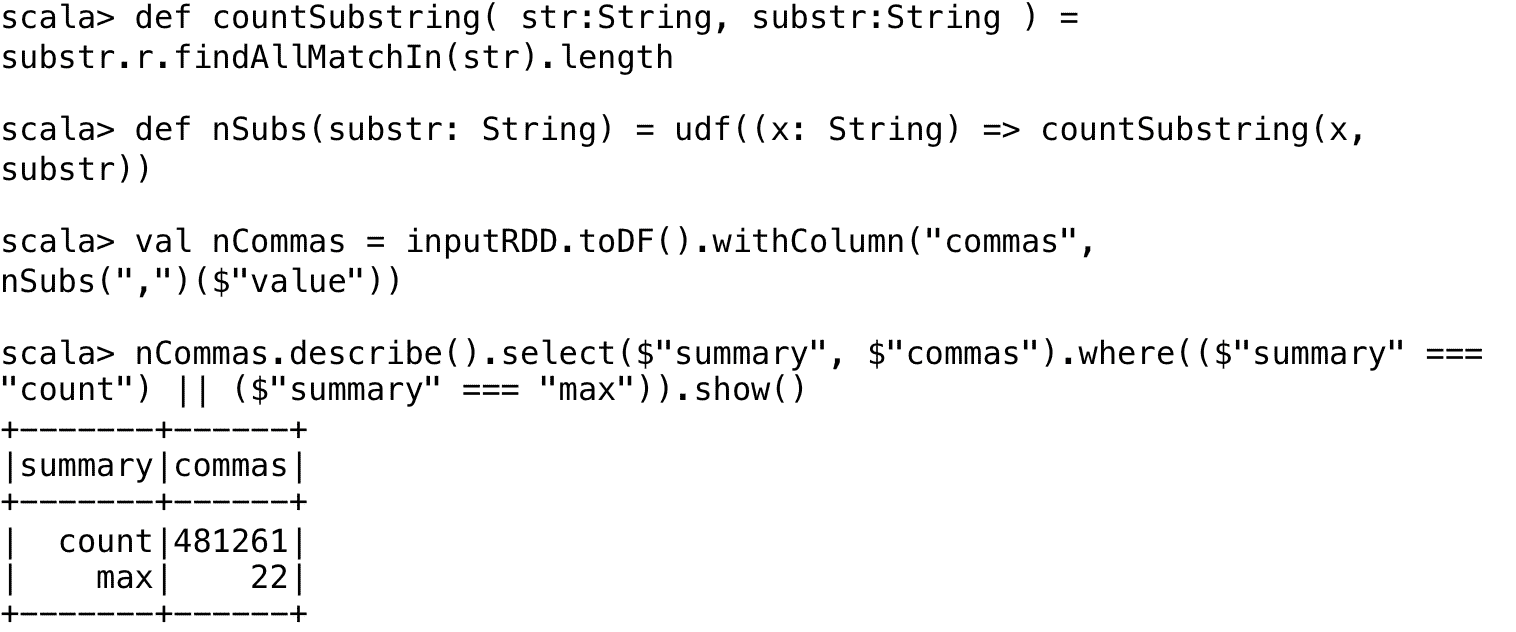 scala> def countSubstring( str:String, substr:String ) =
substr.r.findAllMatchIn(str).length
scala> def nSubs(substr: String) = udf((x: String) => countSubstring(x,
substr))
scala> val nCommas = inputRDD.toDF().withColumn("commas",
nSubs(",")($"value"))
scala> nCommas.describe().select($"summary", $"commas").where(($"summary" ===
"count") || ($"summary" === "max")).show()
+-------+------+
|summary|commas|
+-------+------+
|  count|481261|
|    max|    22|
+-------+------+